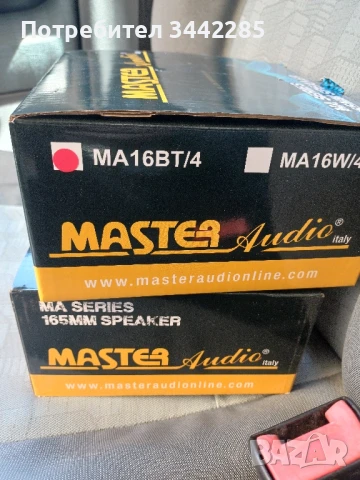 Потребител 3442285
MA16BT/4 MA16W/4
MASTER Audio® italy
www.masteraudionline.com
MA SERIES
165MM SPEAKER
MASTER Audio® italy
www.masteraudionline.com
bazar